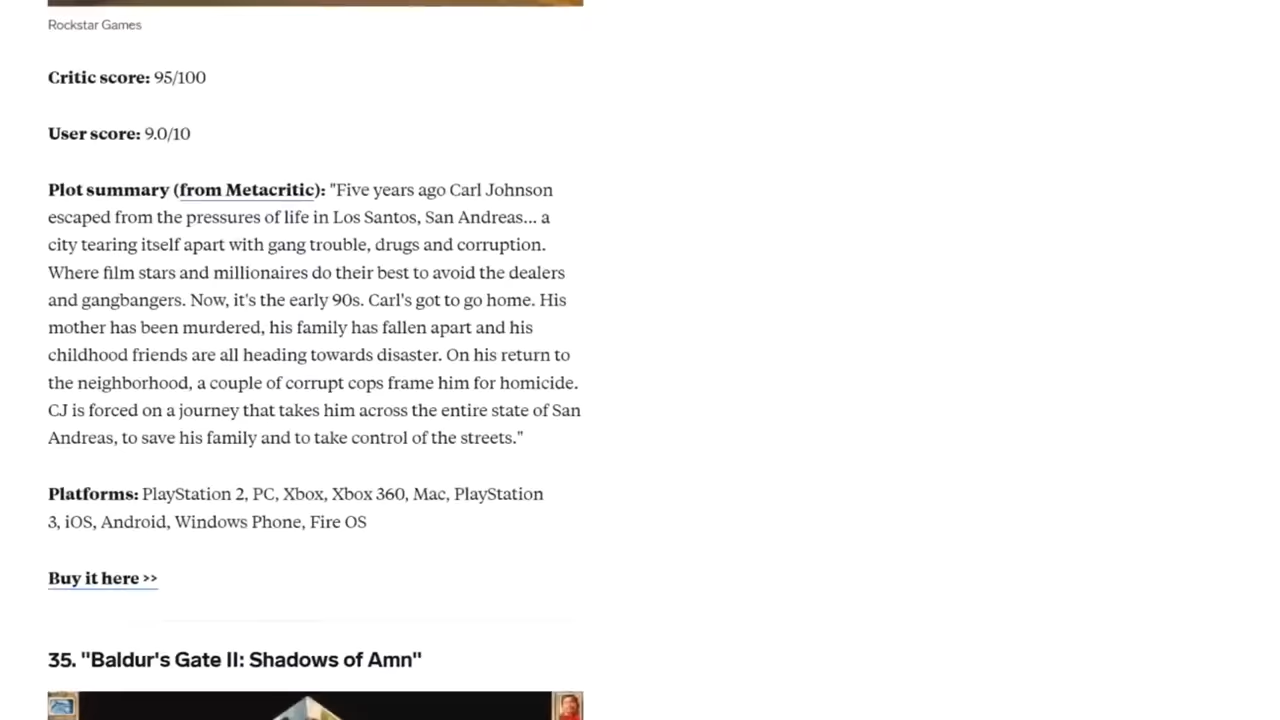 Rockstar Games
Critic score: 95/100
User score: 9.0/10
Plot summary (from Metacritic): "Five years ago Carl Johnson
escaped from the pressures of life in Los Santos, San Andreas... a
city tearing itself apart with gang trouble, drugs and corruption.
Where film stars and millionaires do their best to avoid the dealers
and gangbangers. Now, it's the early 90s. Carl's got to go home. His
mother has been murdered, his family has fallen apart and his
childhood friends are all heading towards disaster. On his return to
the neighborhood, a couple of corrupt cops frame him for homicide.
CJ is forced on a journey that takes him across the entire state of San
Andreas, to save his family and to take control of the streets."
Platforms: PlayStation 2, PC, Xbox, Xbox 360, Mac, PlayStation
3, iOS, Android, Windows Phone, Fire OS
Buy it here >>
35. "Baldur's Gate II: Shadows of Amn"